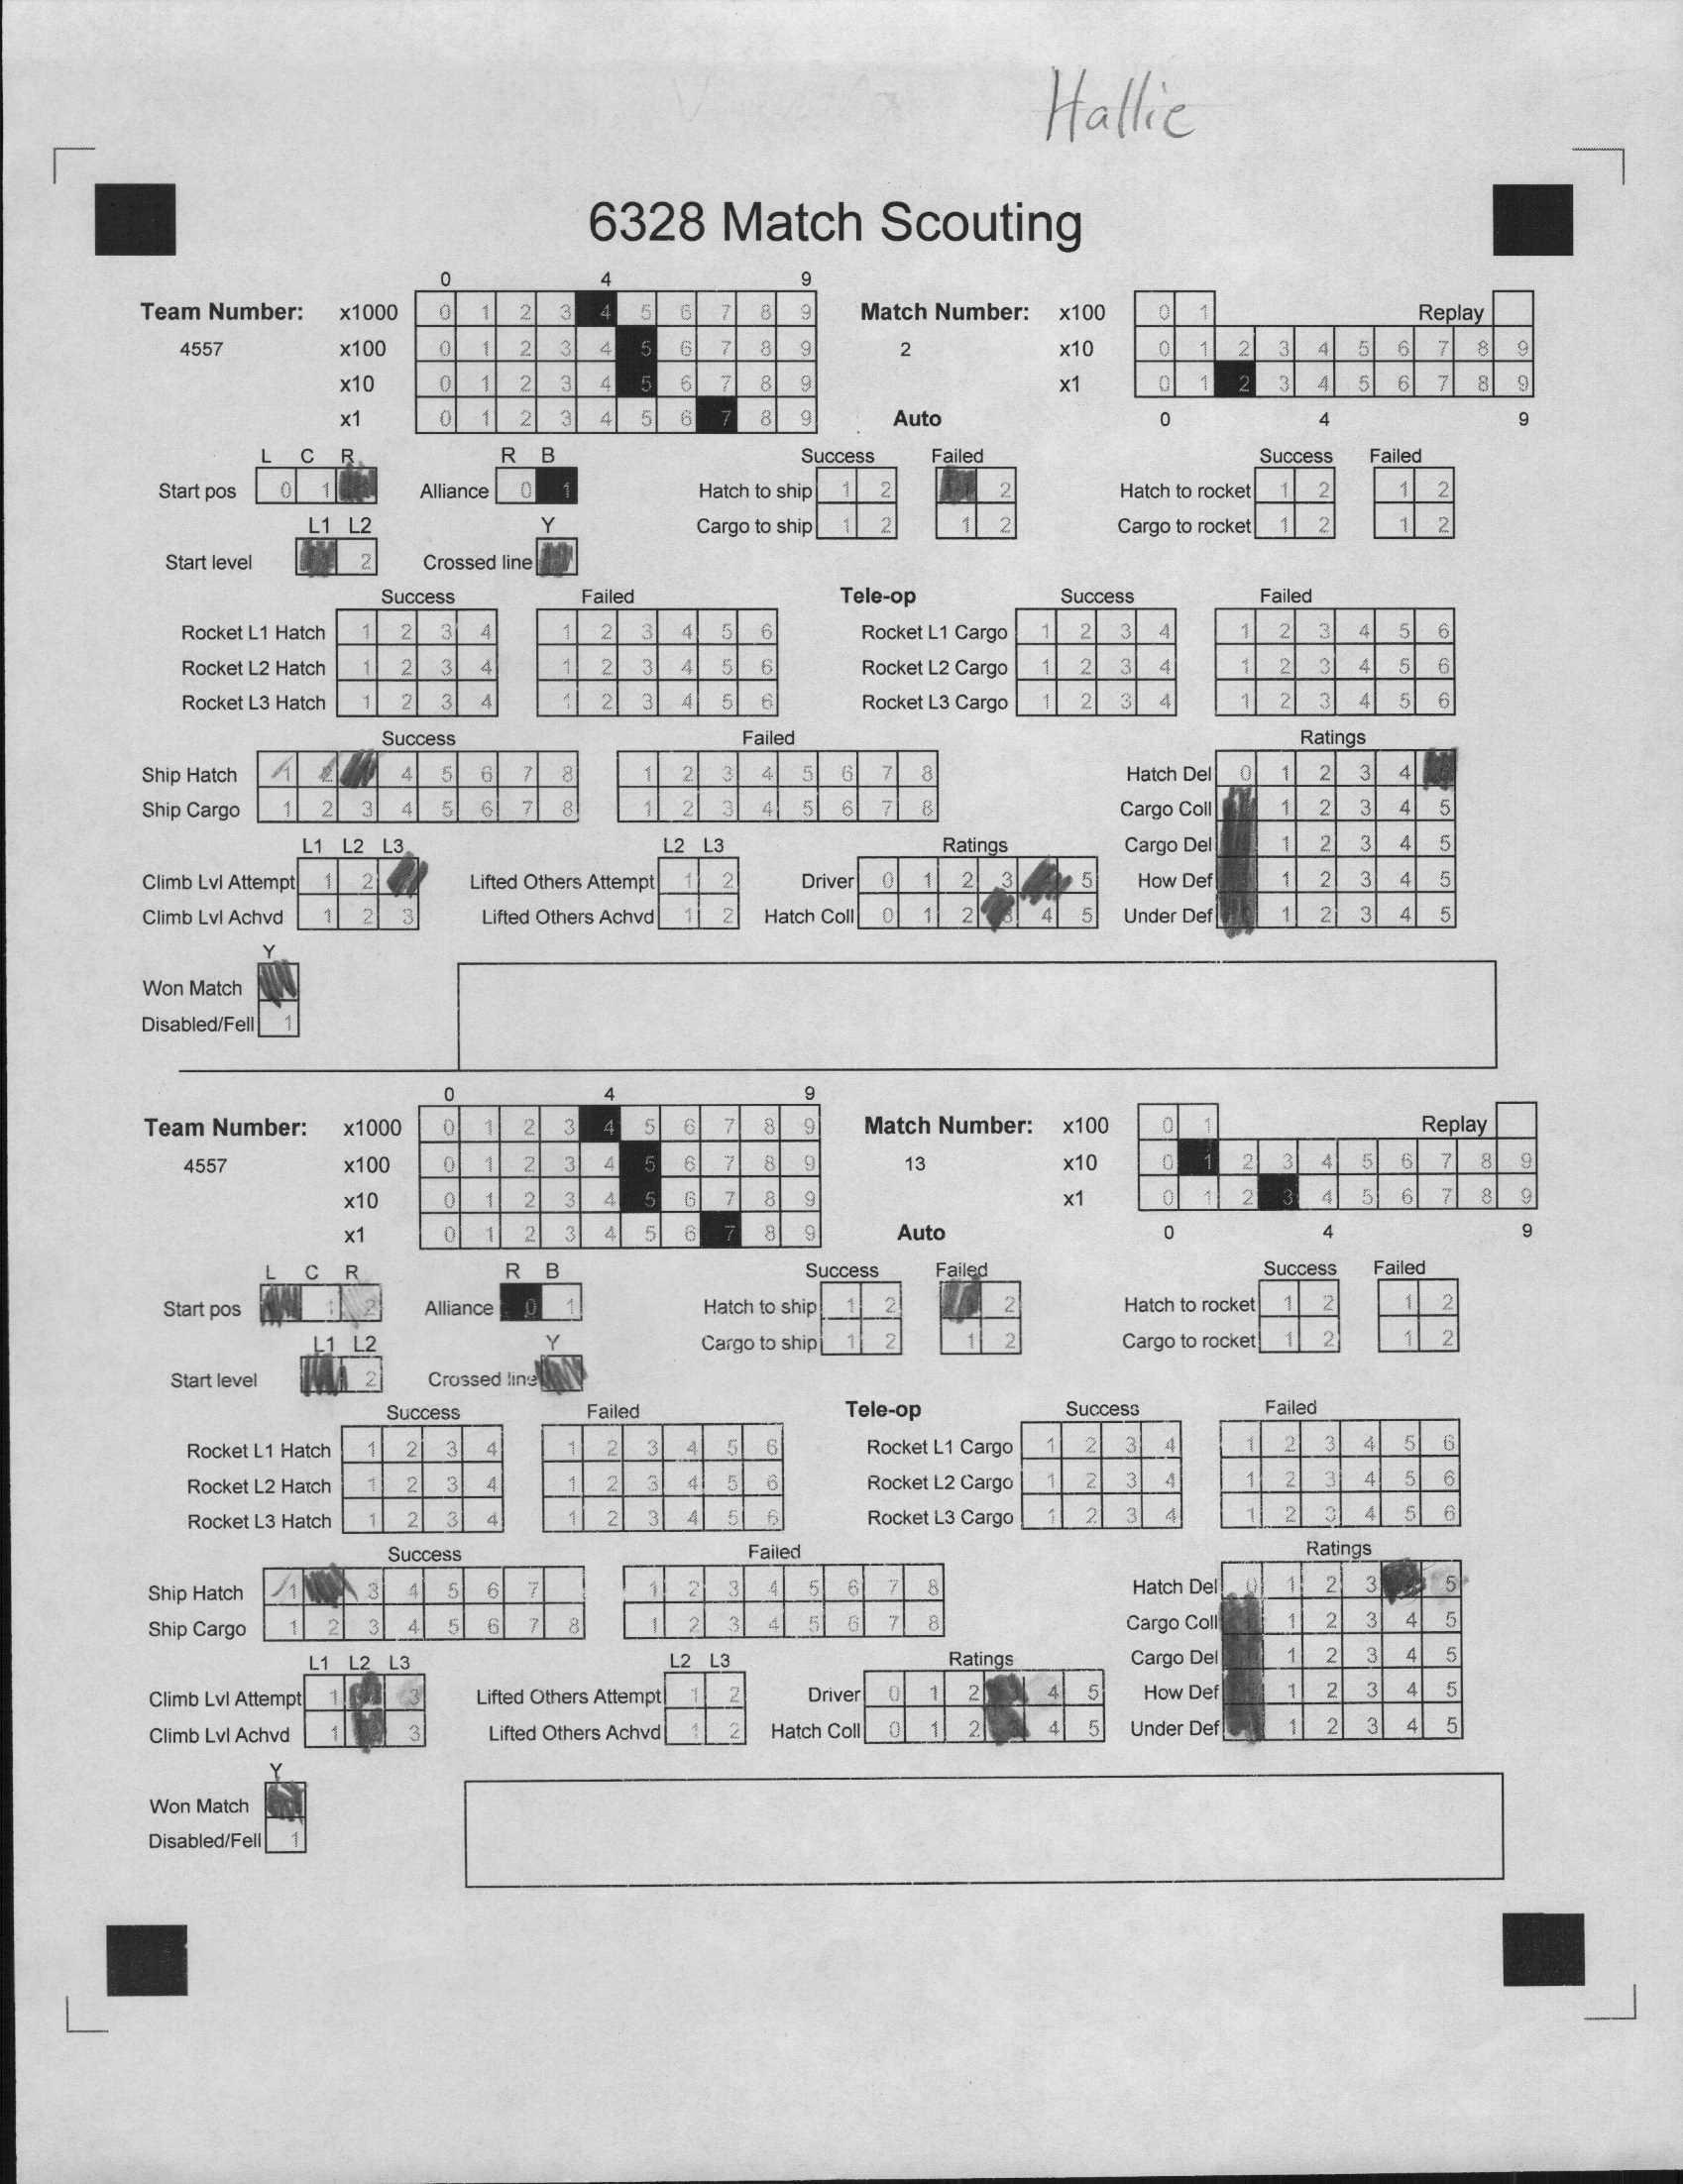 Hallie
6328 Match Scouting
0 4 9
Team Number: x1000 0 1 2 3 4 5 6 7 8 9 Match Number: x100 0 1 Replay
4557 x100 0 1 2 3 4 5 6 7 8 9 2 x10 0 1 2 3 4 5 6 7 8 9
x10 0 1 2 3 4 5 6 7 8 9 x1 0 1 2 3 4 5 6 7 8 9
x1 0 1 2 3 4 5 6 7 8 9 Auto 0 4 9
L C R R B Success Failed Success Failed
Start pos 0 1 Alliance 0 1 Hatch to ship 1 2 2 Hatch to rocket 1 2 1 2
L1 L2 Y Cargo to ship 1 2 1 2 Cargo to rocket 1 2 1 2
Start level 2 Crossed line
Success Failed Tele-op Success Failed
Rocket L1 Hatch 1 2 3 4 1 2 3 4 5 6 Rocket L1 Cargo 1 2 3 4 1 2 3 4 5 6
Rocket L2 Hatch 1 2 3 4 1 2 3 4 5 6 Rocket L2 Cargo 1 2 3 4 1 2 3 4 5 6
Rocket L3 Hatch 1 2 3 4 1 2 3 4 5 6 Rocket L3 Cargo 1 2 3 4 1 2 3 4 5 6
Success Failed Ratings
Ship Hatch 1 2 4 5 6 7 8 1 2 3 4 5 6 7 8 Hatch Del 0 1 2 3 4
Ship Cargo 1 2 3 4 5 6 7 8 1 2 3 4 5 6 7 8 Cargo Coll 1 2 3 4 5
L1 L2 L3 L2 L3 Ratings Cargo Del 1 2 3 4 5
Climb Lvl Attempt 1 2 Lifted Others Attempt 1 2 Driver 0 1 2 3 5 How Def 1 2 3 4 5
Climb Lvl Achvd 1 2 3 Lifted Others Achvd 1 2 Hatch Coll 0 1 2 3 4 5 Under Def 1 2 3 4 5
Y
Won Match
Disabled/Fell 1
0 4 9
Team Number: x1000 0 1 2 3 4 5 6 7 8 9 Match Number: x100 0 1 Replay
4557 x100 0 1 2 3 4 5 6 7 8 9 13 x10 0 1 2 3 4 5 6 7 8 9
x10 0 1 2 3 4 5 6 7 8 9 x1 0 1 2 3 4 5 6 7 8 9
x1 0 1 2 3 4 5 6 7 8 9 Auto 0 4 9
L C R R B Success Failed Success Failed
Start pos 1 2 Alliance 0 1 Hatch to ship 1 2 2 Hatch to rocket 1 2 1 2
L1 L2 Y Cargo to ship 1 2 1 2 Cargo to rocket 1 2 1 2
Start level 2 Crossed line
Success Failed Tele-op Success Failed
Rocket L1 Hatch 1 2 3 4 1 2 3 4 5 6 Rocket L1 Cargo 1 2 3 4 1 2 3 4 5 6
Rocket L2 Hatch 1 2 3 4 1 2 3 4 5 6 Rocket L2 Cargo 1 2 3 4 1 2 3 4 5 6
Rocket L3 Hatch 1 2 3 4 1 2 3 4 5 6 Rocket L3 Cargo 1 2 3 4 1 2 3 4 5 6
Success Failed Ratings
Ship Hatch 1 3 4 5 6 7 1 2 3 4 5 6 7 8 Hatch Del 0 1 2 3 5
Ship Cargo 1 2 3 4 5 6 7 8 1 2 3 4 5 6 7 8 Cargo Coll 1 2 3 4 5
L1 L2 L3 L2 L3 Ratings Cargo Del 1 2 3 4 5
Climb Lvl Attempt 1 3 Lifted Others Attempt 1 2 Driver 0 1 2 4 5 How Def 1 2 3 4 5
Climb Lvl Achvd 1 3 Lifted Others Achvd 1 2 Hatch Coll 0 1 2 4 5 Under Def 1 2 3 4 5
Y
Won Match
Disabled/Fell 1